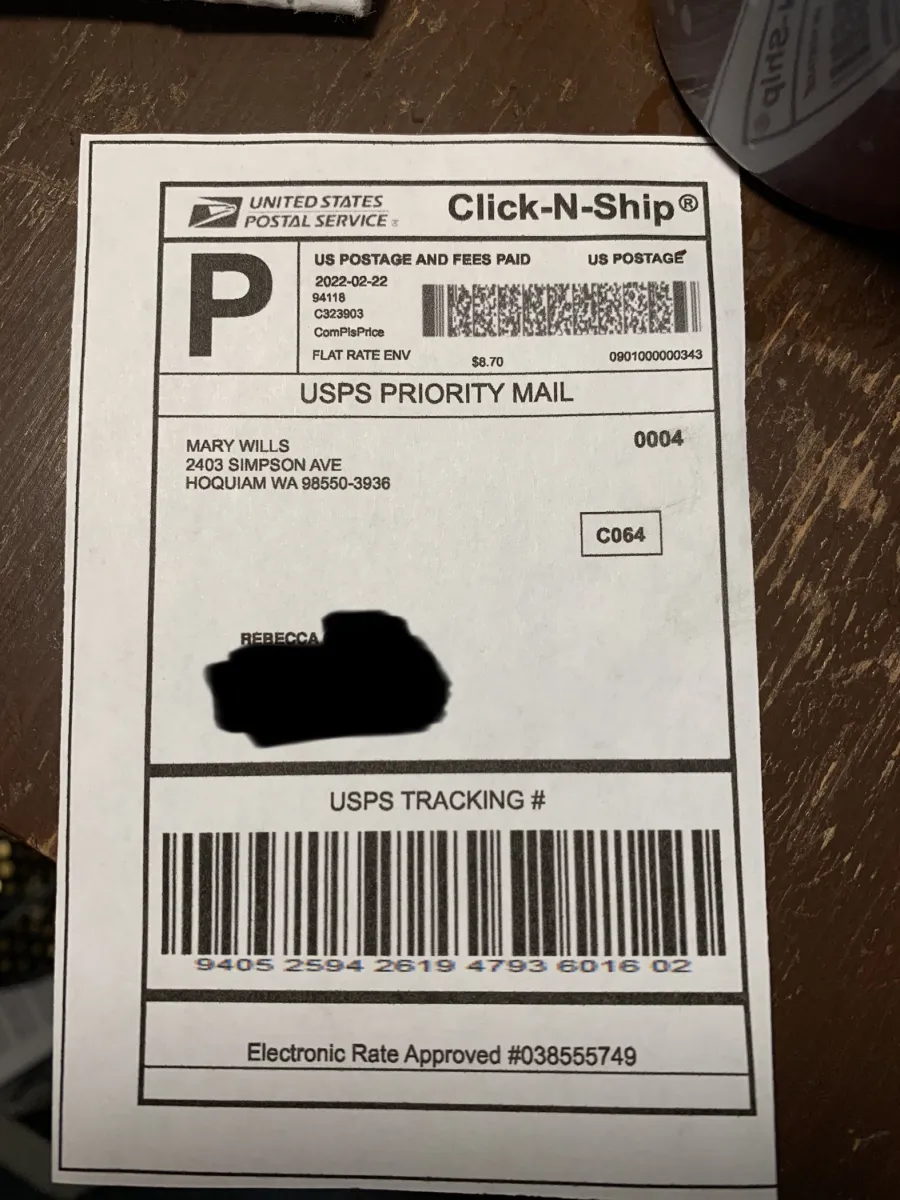 UNITED STATES
POSTAL SERVICE®
Click-N-Ship®
P
US POSTAGE AND FEES PAID
US POSTAGE
2022-02-22
94118
C323903
ComPlsPrice
FLAT RATE ENV
$8.70
0901000000343
USPS PRIORITY MAIL
MARY WILLS
2403 SIMPSON AVE
HOQUIAM WA 98550-3936
0004
C064
REBECCA
USPS TRACKING #
9405 2594 2619 4793 6016 02
Electronic Rate Approved #038555749